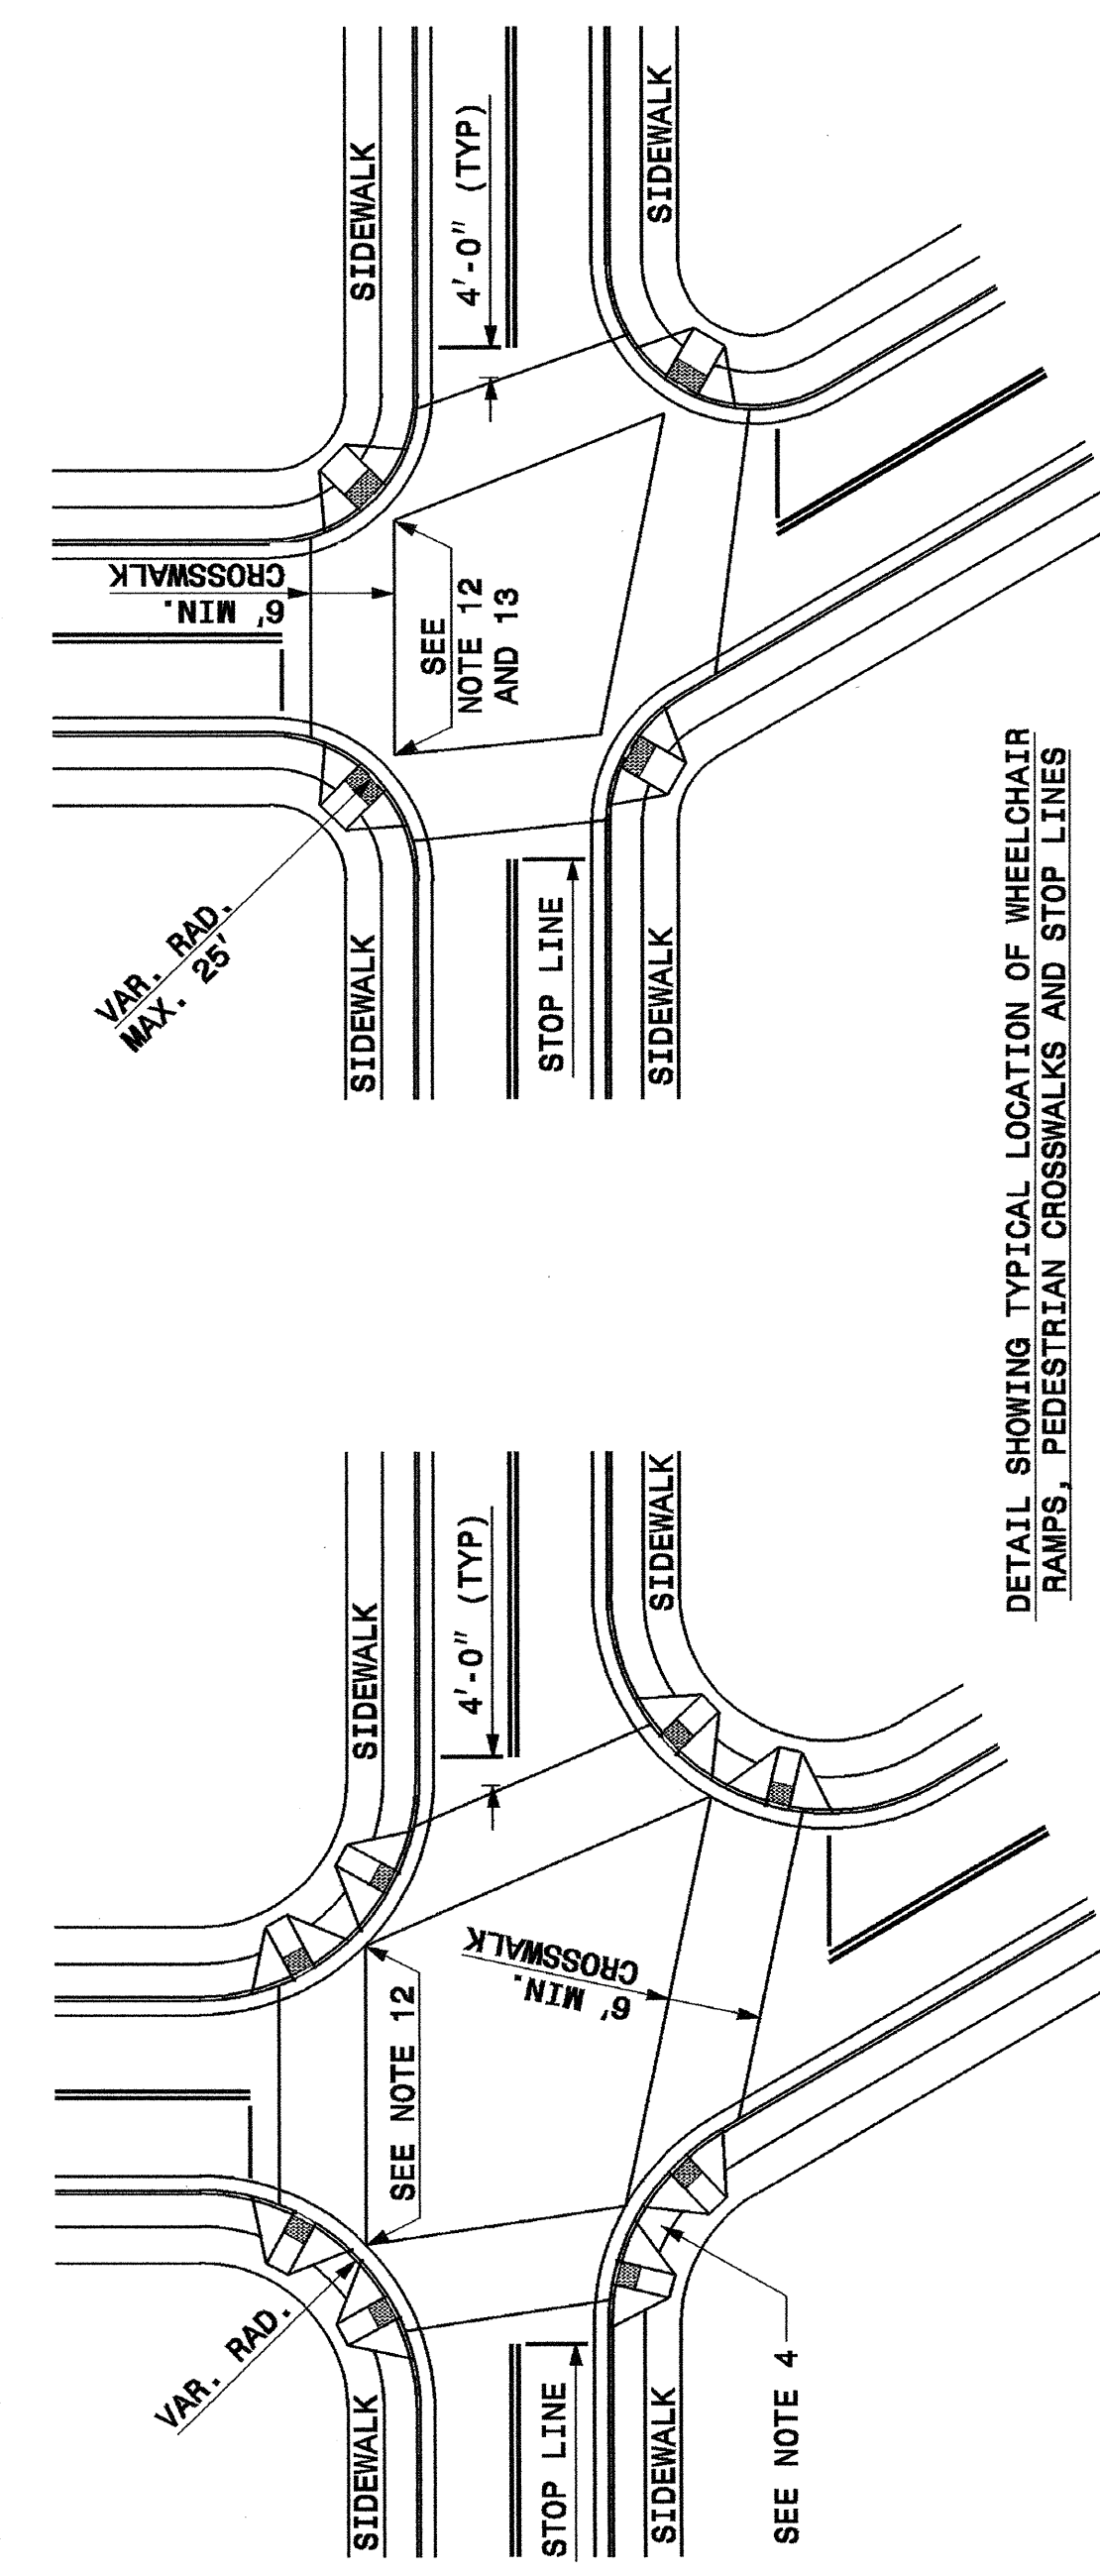 SIDEWALK
4'-0" (TYP)
SIDEWALK
6' MIN.
CROSSWALK
SEE
NOTE 12
AND 13
VAR. RAD.
MAX. 25'
SIDEWALK
STOP LINE
SIDEWALK
SIDEWALK
4'-0" (TYP)
SIDEWALK
6' MIN.
CROSSWALK
SEE NOTE 12
VAR. RAD.
SIDEWALK
STOP LINE
SIDEWALK
SEE NOTE 4
DETAIL SHOWING TYPICAL LOCATION OF WHEELCHAIR
RAMPS, PEDESTRIAN CROSSWALKS AND STOP LINES